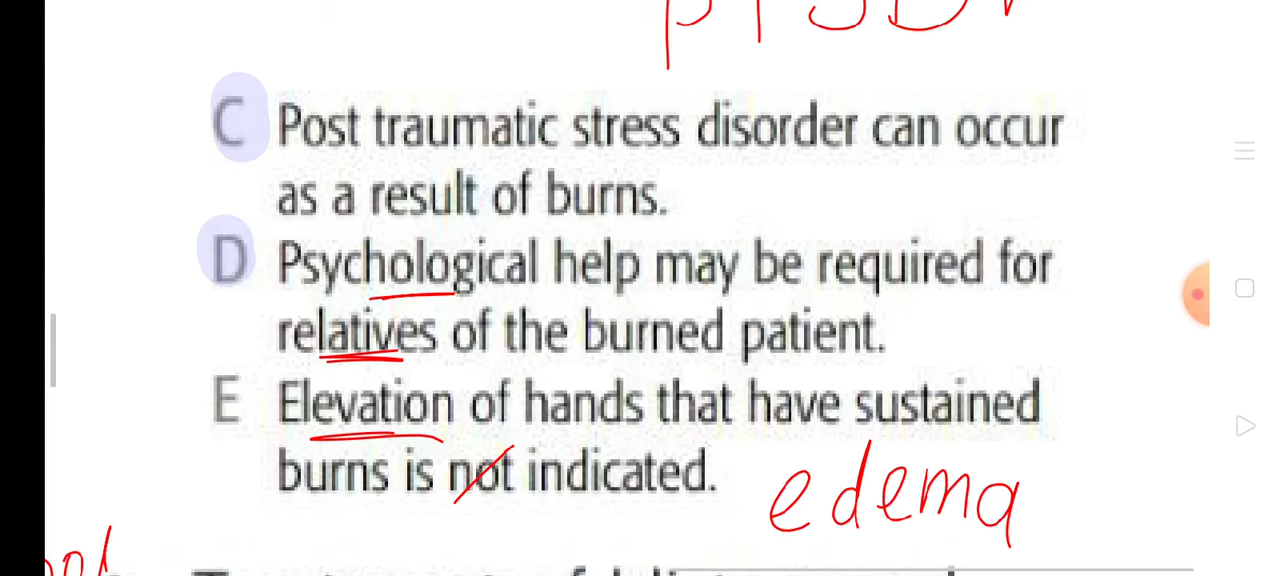 C Post traumatic stress disorder can occur
as a result of burns.
D Psychological help may be required for
relatives of the burned patient.
E Elevation of hands that have sustained
burns is not indicated.
edema